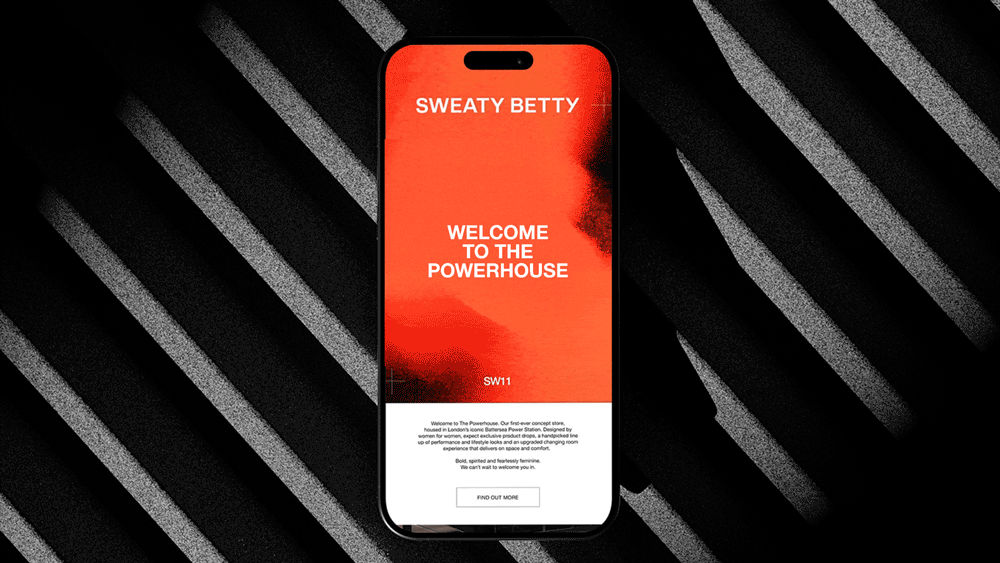 SWEATY BETTY
WELCOME
TO THE
POWERHOUSE
SW11
Welcome to The Powerhouse. Our first-ever concept store,
housed in London's iconic Battersea Power Station. Designed by
women for women, expect exclusive product drops, a handpicked line
up of performance and lifestyle looks and an upgraded changing room
experience that delivers on space and comfort.
Bold, spirited and fearlessly feminine.
We can't wait to welcome you in.
FIND OUT MORE